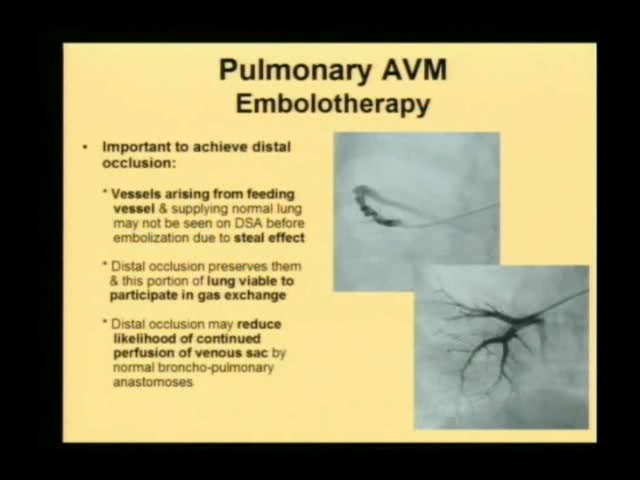 Pulmonary AVM
Embolotherapy
• Important to achieve distal
occlusion:
* Vessels arising from feeding
vessel & supplying normal lung
may not be seen on DSA before
embolization due to steal effect
* Distal occlusion preserves them
& this portion of lung viable to
participate in gas exchange
* Distal occlusion may reduce
likelihood of continued
perfusion of venous sac by
normal broncho-pulmonary
anastomoses